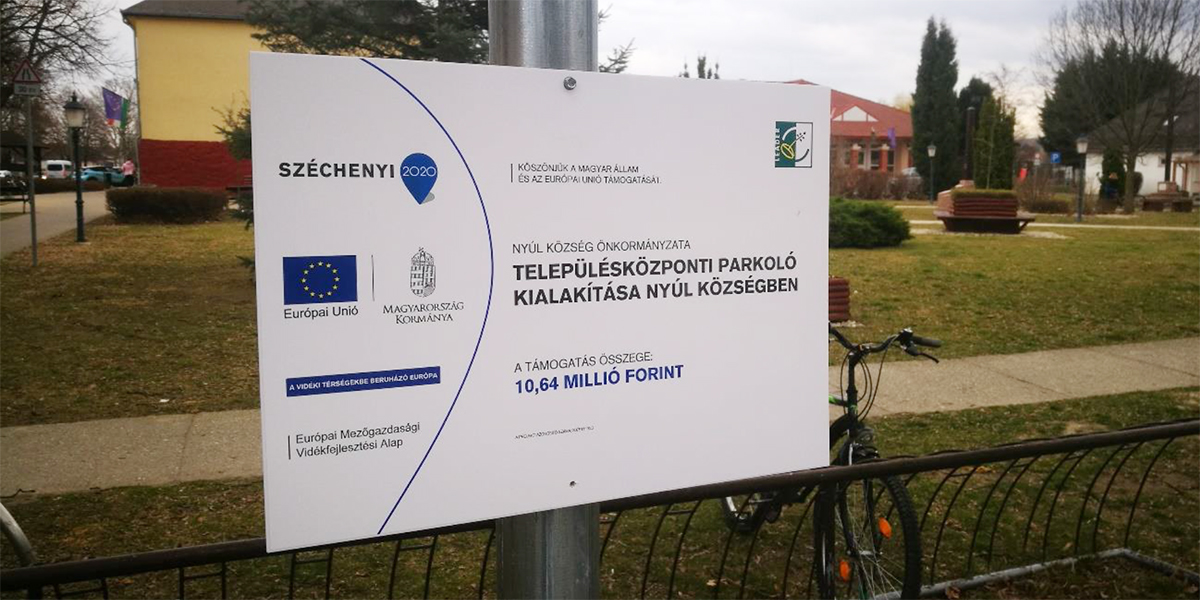 SZÉCHENYI 2020
KÖSZÖNJÜK A MAGYAR ÁLLAM
ÉS AZ EURÓPAI UNIÓ TÁMOGATÁSÁT.
LEADER
Európai Unió
MAGYARORSZÁG
KORMÁNYA
NYÚL KÖZSÉG ÖNKORMÁNYZATA
TELEPÜLÉSKÖZPONTI PARKOLÓ
KIALAKÍTÁSA NYÚL KÖZSÉGBEN
A VIDÉKI TÉRSÉGEKBE BERUHÁZÓ EURÓPA
A TÁMOGATÁS ÖSSZEGE:
10,64 MILLIÓ FORINT
Európai Mezőgazdasági
Vidékfejlesztési Alap